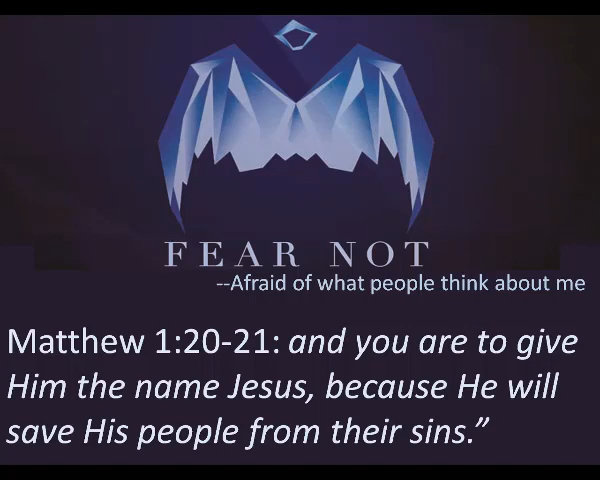 FEAR NOT
--Afraid of what people think about me
Matthew 1:20-21: and you are to give
Him the name Jesus, because He will
save His people from their sins.”